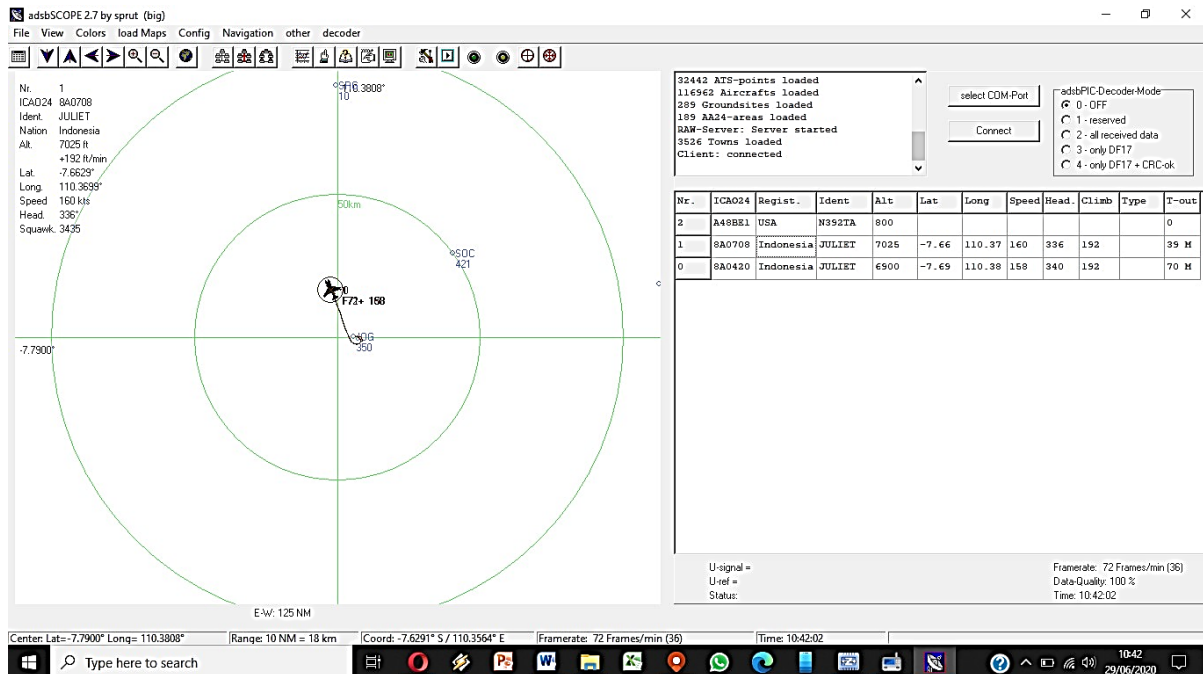 adsbSCOPE 2.7 by sprut (big)
File View Colors load Maps Config Navigation other decoder
Nr. 1
ICAO24 8A0708
Ident. JULIET
Nation Indonesia
Alt. 7025 ft
+192 ft/min
Lat. -7.6629°
Long. 110.3699°
Speed 160 kts
Head. 336°
Squawk. 3435
110.3808°
10
50km
SOC
421
350
-7.7900°
E-W: 125 NM
32442 ATS-points loaded
116962 Aircrafts loaded
289 Groundsites loaded
189 AA24-areas loaded
RAW-Server: Server started
3526 Towns loaded
Client: connected
select COM-Port
Connect
adsbPIC-Decoder-Mode
0 - OFF
1 - reserved
2 - all received data
3 - only DF17
4 - only DF17 + CRC-ok
Nr. ICAO24 Regist. Ident Alt Lat Long Speed Head. Climb Type T-out
2 A48BE1 USA N392TA 800 0
1 8A0708 Indonesia JULIET 7025 -7.66 110.37 160 336 192 39 M
0 8A0420 Indonesia JULIET 6900 -7.69 110.38 158 340 192 70 M
U-signal =
U-ref =
Status:
Framerate: 72 Frames/min (36)
Data-Quality: 100 %
Time: 10:42:02
Center: Lat=-7.7900° Long= 110.3808° Range: 10 NM = 18 km Coord: -7.6291° S / 110.3564° E Framerate: 72 Frames/min (36) Time: 10:42:02
Type here to search
10:42
29/06/2020